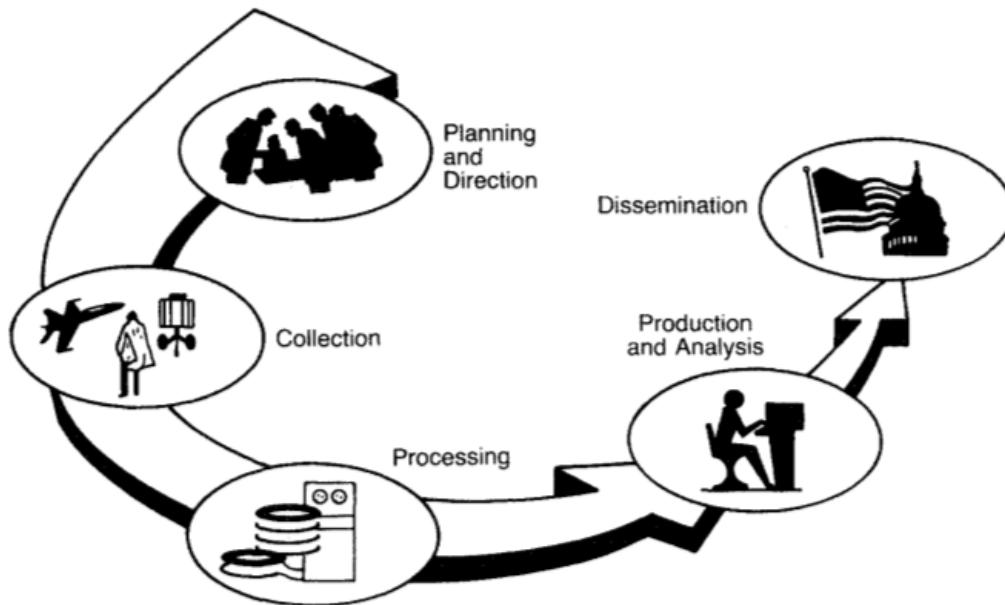 Planning
and
Direction
Collection
Processing
Production
and Analysis
Dissemination